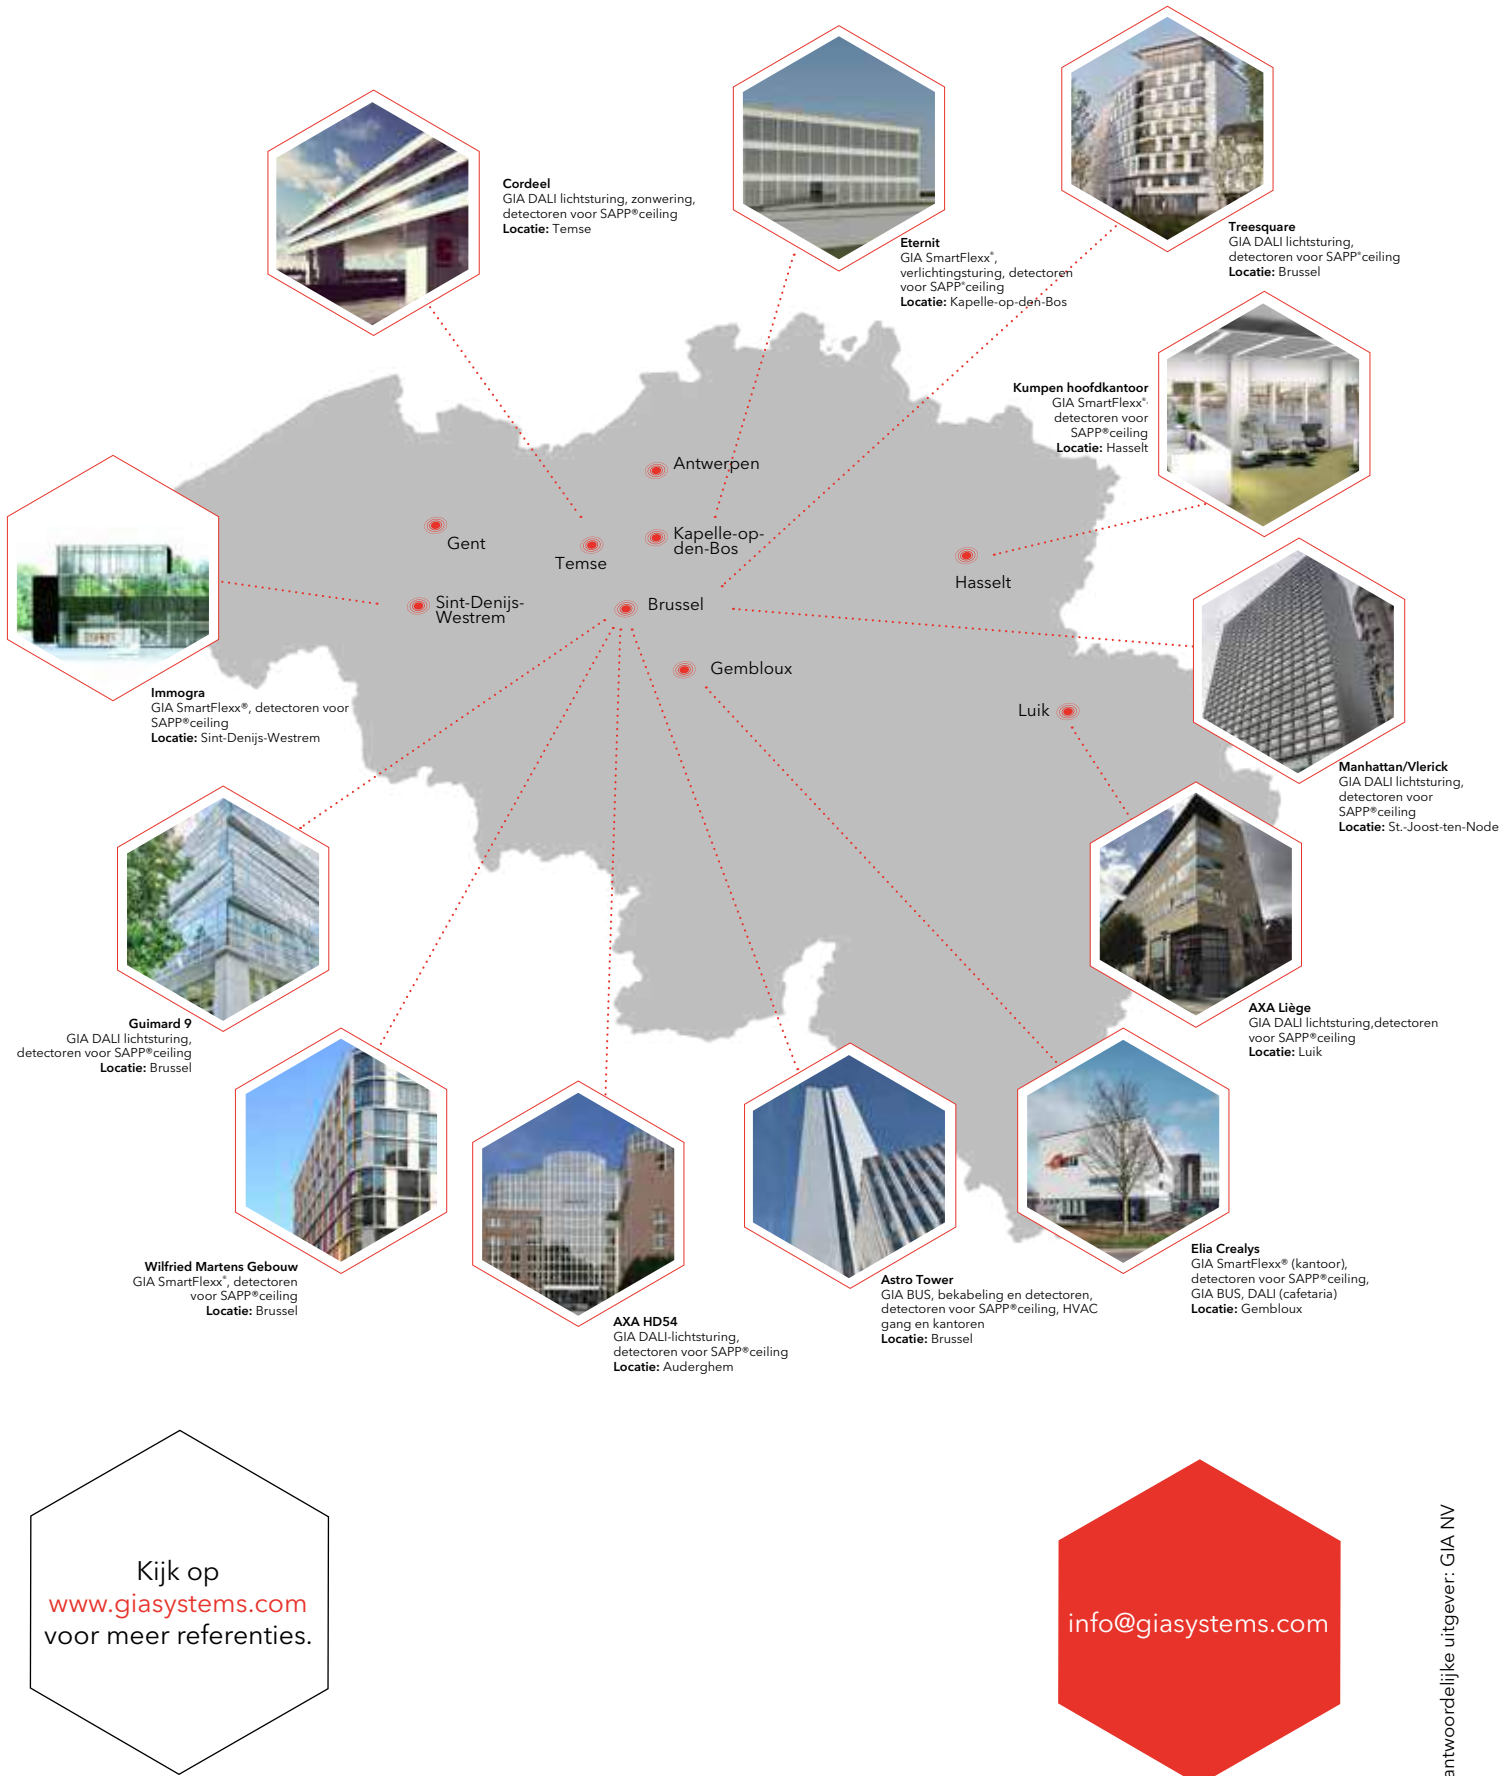 Cordeel
GIA DALI lichtsturing, zonwering,
detectoren voor SAPP®ceiling
Locatie: Temse
Eternit
GIA SmartFlexx®,
verlichtingsturing, detectoren
voor SAPP®ceiling
Locatie: Kapelle-op-den-Bos
Treesquare
GIA DALI lichtsturing,
detectoren voor SAPP®ceiling
Locatie: Brussel
Kumpen hoofdkantoor
GIA SmartFlexx®
detectoren voor
SAPP®ceiling
Locatie: Hasselt
Antwerpen
Gent
Temse
Kapelle-op-
den-Bos
Hasselt
Sint-Denijs-
Westrem
Brussel
Gembloux
Luik
Immogra
GIA SmartFlexx®, detectoren voor
SAPP®ceiling
Locatie: Sint-Denijs-Westrem
Manhattan/Vlerick
GIA DALI lichtsturing,
detectoren voor
SAPP®ceiling
Locatie: St.-Joost-ten-Node
Guimard 9
GIA DALI lichtsturing,
detectoren voor SAPP®ceiling
Locatie: Brussel
AXA Liège
GIA DALI lichtsturing,detectoren
voor SAPP®ceiling
Locatie: Luik
Wilfried Martens Gebouw
GIA SmartFlexx®, detectoren
voor SAPP®ceiling
Locatie: Brussel
AXA HD54
GIA DALI-lichtsturing,
detectoren voor SAPP®ceiling
Locatie: Auderghem
Astro Tower
GIA BUS, bekabeling en detectoren,
detectoren voor SAPP®ceiling, HVAC
gang en kantoren
Locatie: Brussel
Elia Crealys
GIA SmartFlexx® (kantoor),
detectoren voor SAPP®ceiling,
GIA BUS, DALI (cafetaria)
Locatie: Gembloux
Kijk op
www.giasystems.com
voor meer referenties.
info@giasystems.com
antwoordelijke uitgever: GIA NV